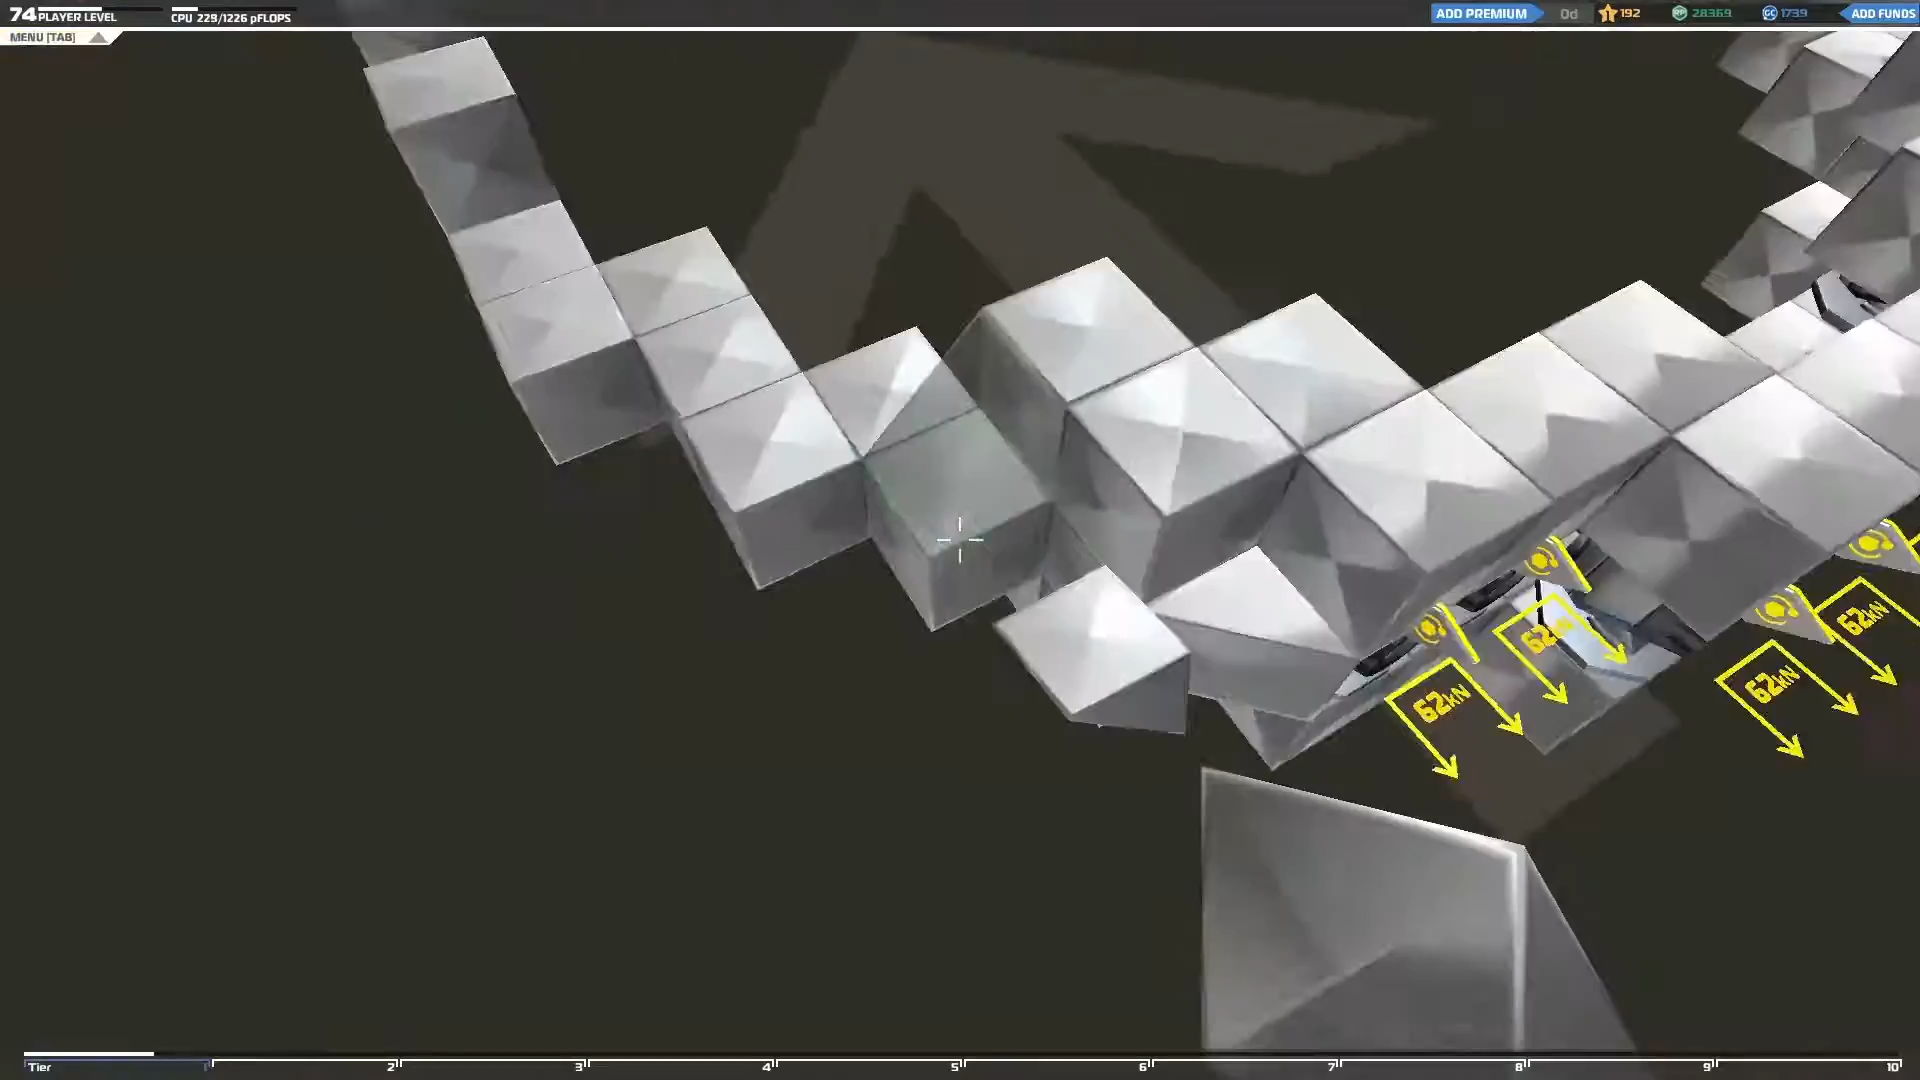 74 PLAYER LEVEL
CPU 229/1226 pFLOPS
ADD PREMIUM
0d
192
28369
GC 1739
ADD FUNDS
MENU [TAB]
62kN
62kN
62kN
62kN
Tier 1 2 3 4 5 6 7 8 9 10